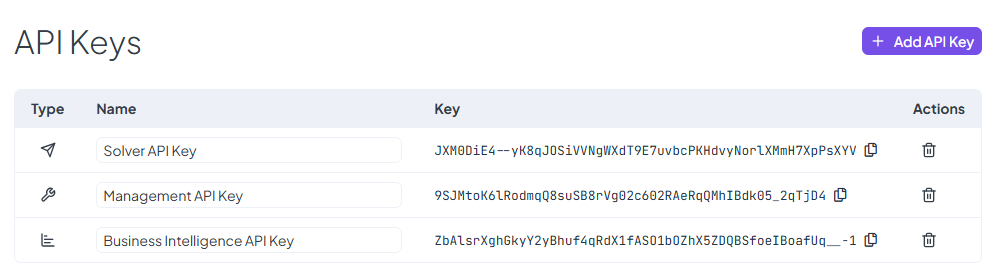 API Keys
+ Add API Key
Type Name Key Actions
Solver API Key JXM0DiE4--yK8qJOSiVVNgWXdT9E7uvbcPKHdvyNorlXMmH7XpPsXYV
Management API Key 9SJMtoK6lRodmqQ8suSB8rVg02c602RAeRqQMhIBdk05_2qTjD4
Business Intelligence API Key ZbAlsrXghGkyY2yBhuf4qRdX1fASO1bOZhX5ZDQBSfoeIBoafUq__-1